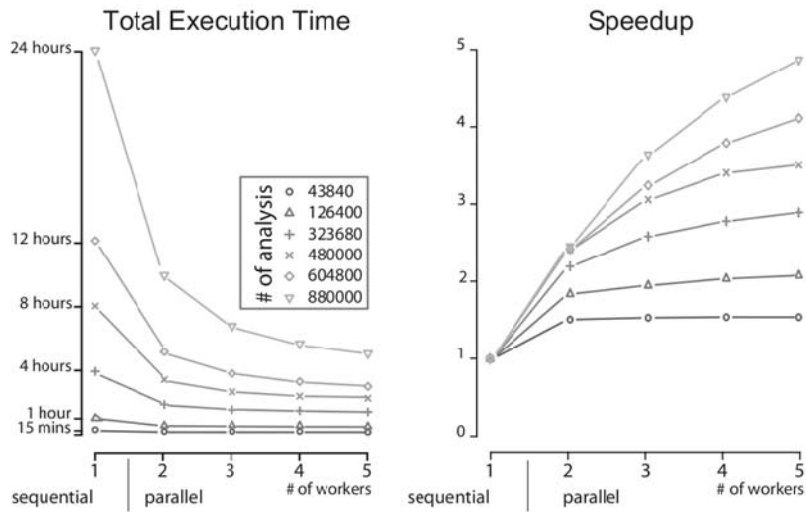 Total Execution Time
24 hours
12 hours
8 hours
4 hours
1 hour
15 mins
# of analysis
43840
126400
323680
480000
604800
880000
1 2 3 4 5
sequential parallel # of workers
Speedup
5
4
3
2
1
0
1 2 3 4 5
sequential parallel # of workers